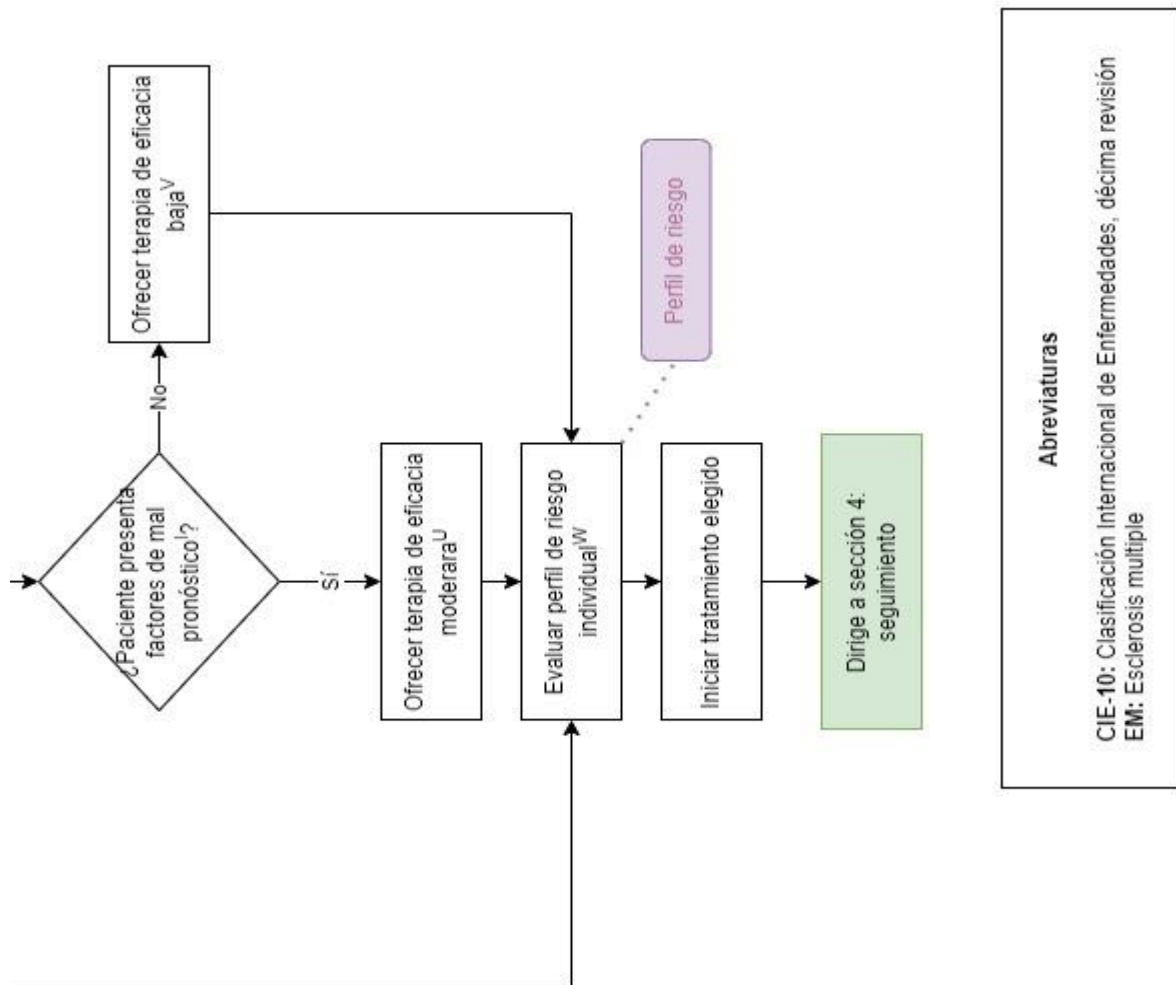 ¿Paciente presenta
factores de mal
pronóstico^I?
No
Ofrecer terapia de eficacia
baja^V
Sí
Ofrecer terapia de eficacia
moderara^U
Evaluar perfil de riesgo
individual^W
Perfil de riesgo
Iniciar tratamiento elegido
Dirige a sección 4:
seguimiento
Abreviaturas
CIE-10: Clasificación Internacional de Enfermedades, décima revisión
EM: Esclerosis multiple